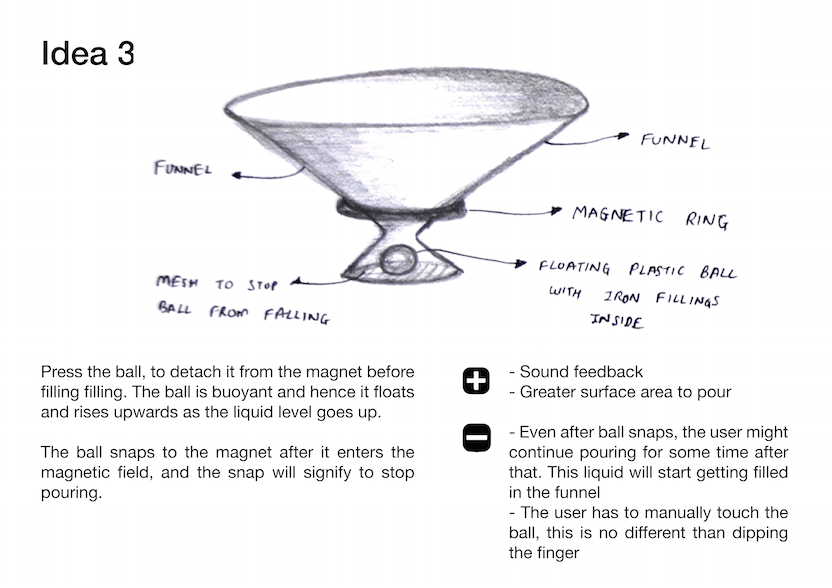 Idea 3
FUNNEL
FUNNEL
MAGNETIC RING
FLOATING PLASTIC BALL
WITH IRON FILLINGS
INSIDE
MESH TO STOP
BALL FROM FALLING
Press the ball, to detach it from the magnet before
filling filling. The ball is buoyant and hence it floats
and rises upwards as the liquid level goes up.
The ball snaps to the magnet after it enters the
magnetic field, and the snap will signify to stop
pouring.
- Sound feedback
- Greater surface area to pour
- Even after ball snaps, the user might
continue pouring for some time after
that. This liquid will start getting filled
in the funnel
- The user has to manually touch the
ball, this is no different than dipping
the finger